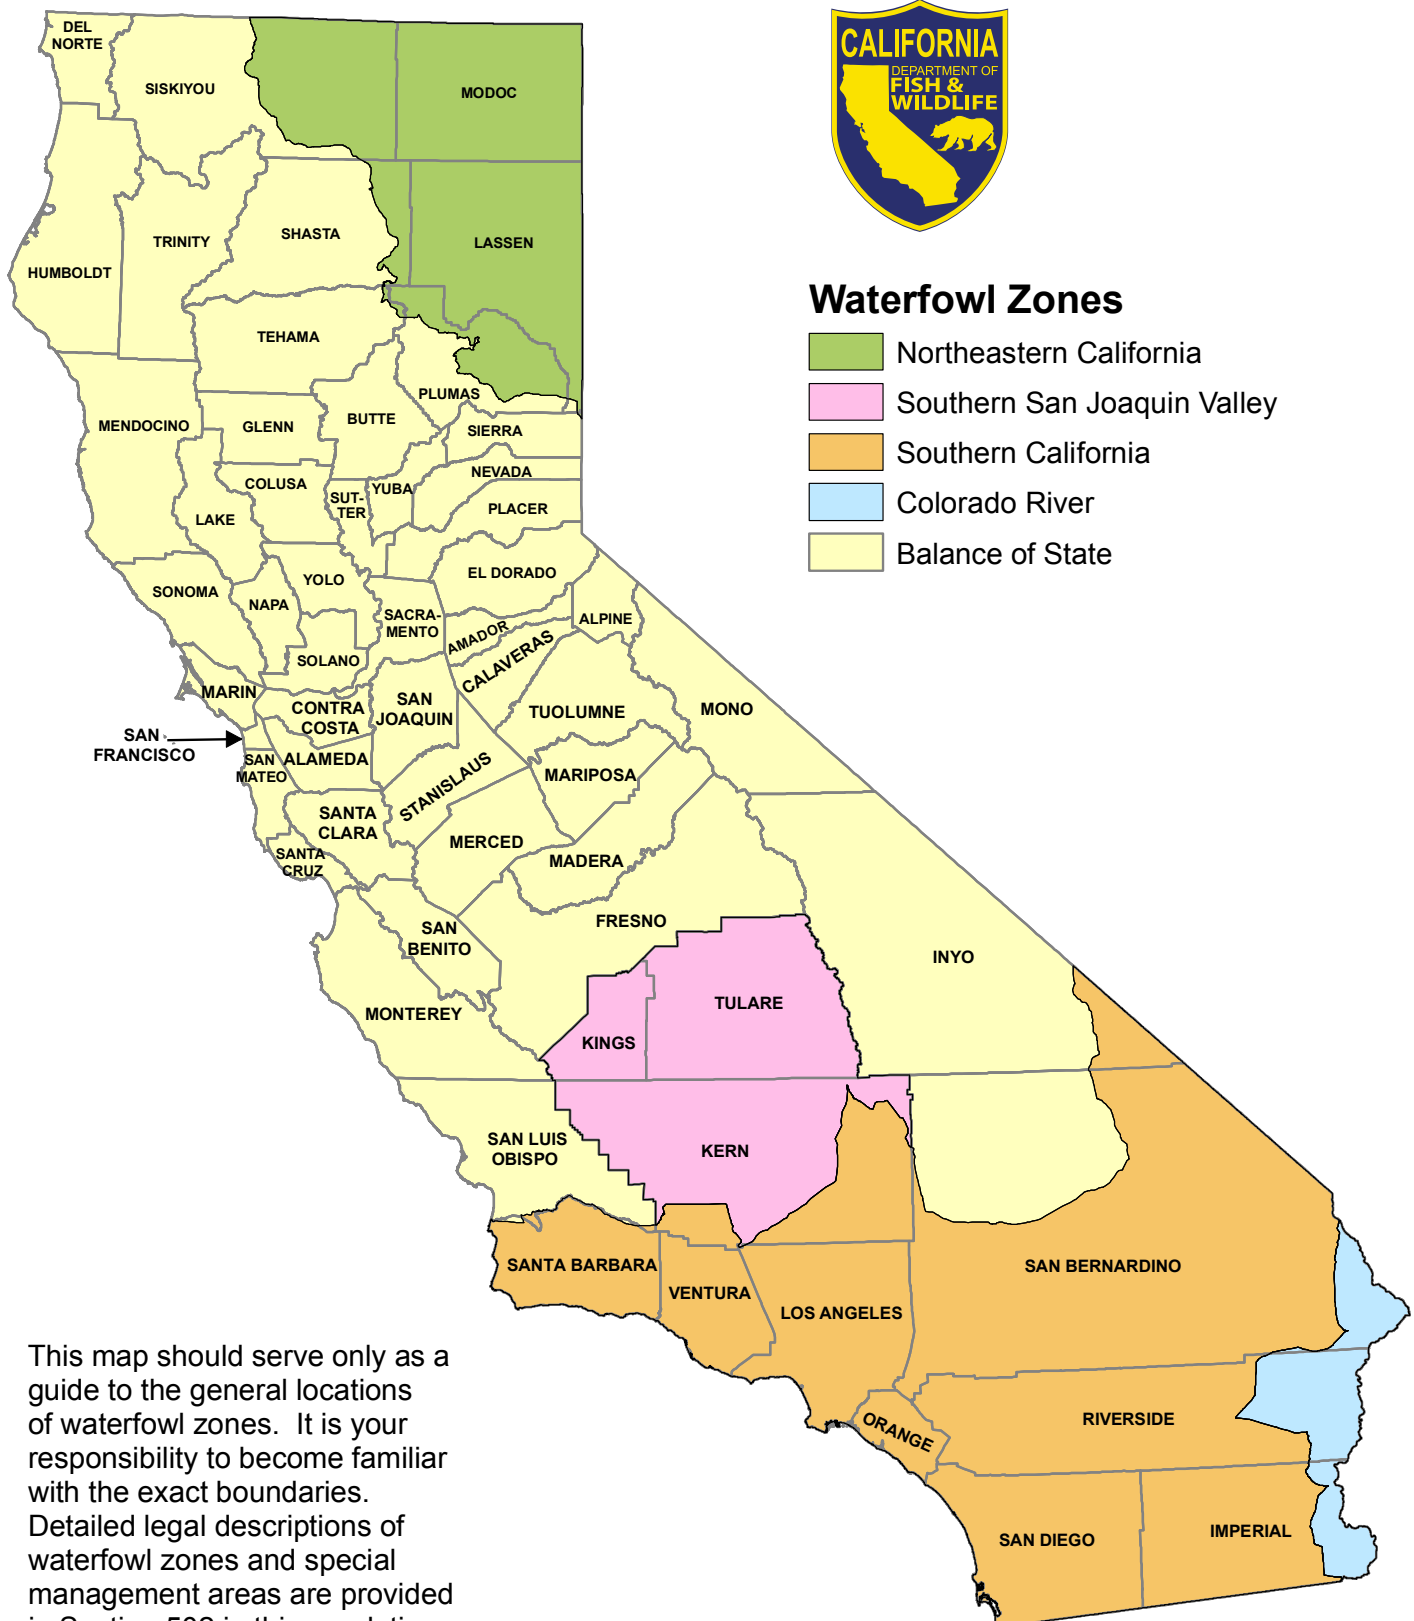 DEL
NORTE
SISKIYOU
MODOC
CALIFORNIA
DEPARTMENT OF
FISH &
WILDLIFE
TRINITY
SHASTA
LASSEN
HUMBOLDT
Waterfowl Zones
Northeastern California
Southern San Joaquin Valley
Southern California
Colorado River
Balance of State
TEHAMA
PLUMAS
MENDOCINO
GLENN
BUTTE
SIERRA
NEVADA
COLUSA
SUT-
TER
YUBA
PLACER
LAKE
EL DORADO
YOLO
SONOMA
NAPA
SACRA-
MENTO
ALPINE
AMADOR
SOLANO
CALAVERAS
MARIN
CONTRA
COSTA
SAN
JOAQUIN
TUOLUMNE
MONO
SAN
FRANCISCO
SAN
MATEO
ALAMEDA
STANISLAUS
MARIPOSA
SANTA
CLARA
MERCED
SANTA
CRUZ
MADERA
FRESNO
SAN
BENITO
INYO
TULARE
MONTEREY
KINGS
SAN LUIS
OBISPO
KERN
SANTA BARBARA
VENTURA
LOS ANGELES
SAN BERNARDINO
ORANGE
RIVERSIDE
SAN DIEGO
IMPERIAL
This map should serve only as a
guide to the general locations
of waterfowl zones. It is your
responsibility to become familiar
with the exact boundaries.
Detailed legal descriptions of
waterfowl zones and special
management areas are provided